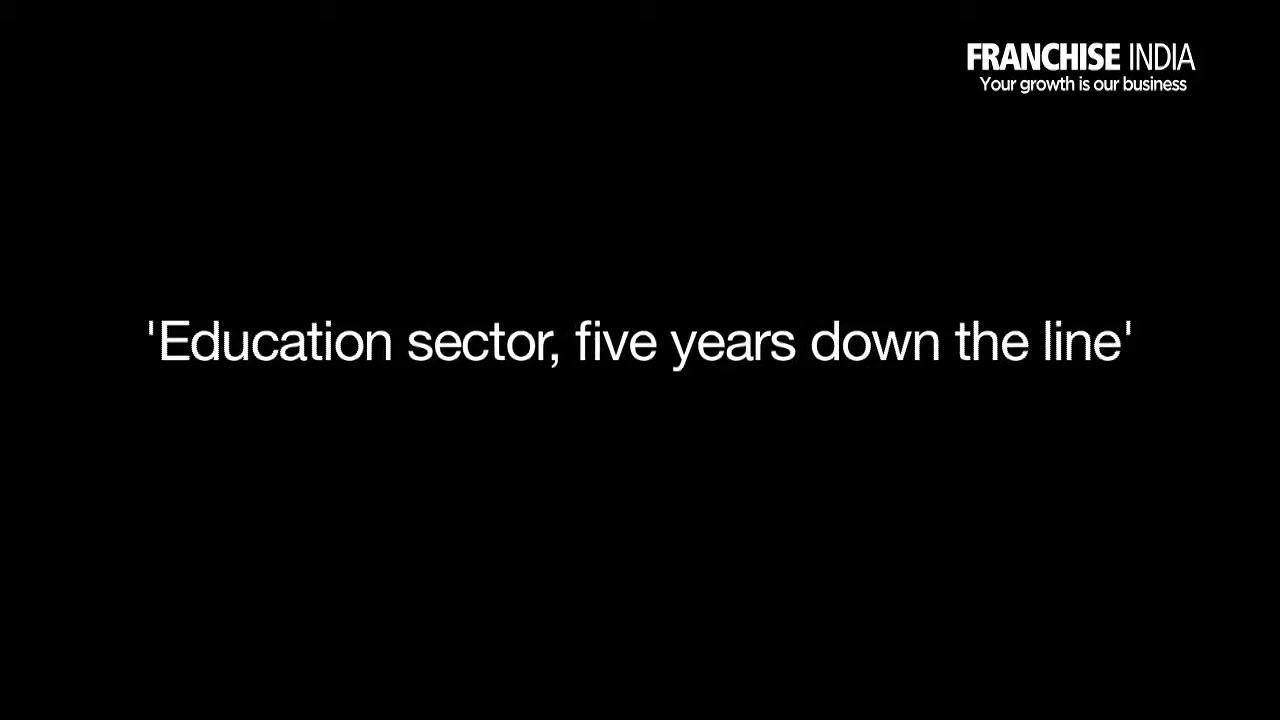 FRANCHISE INDIA
Your growth is our business
'Education sector, five years down the line'